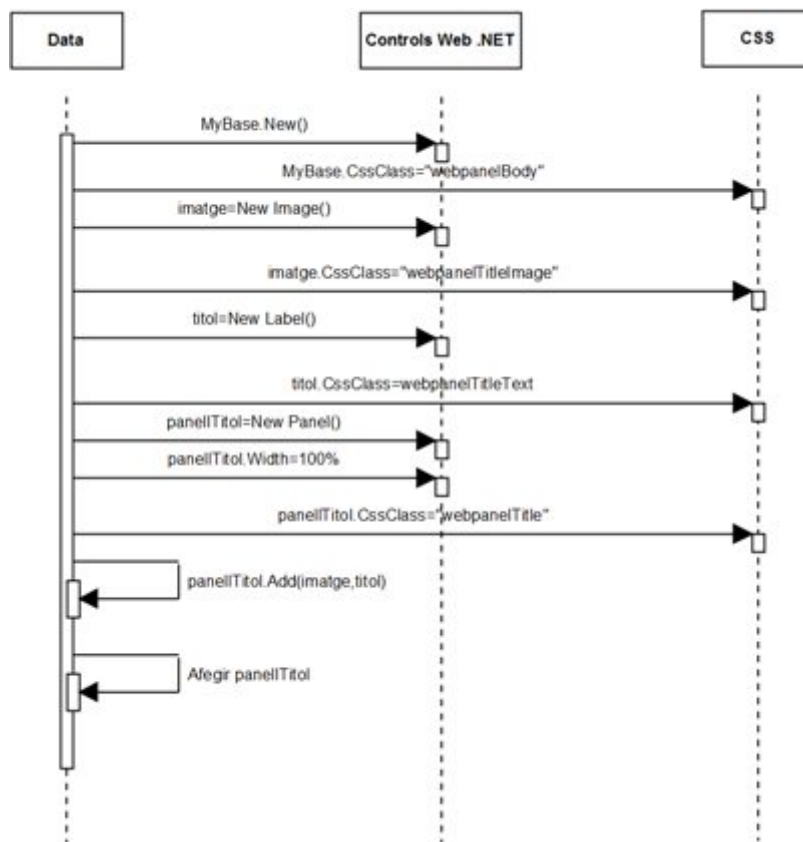 Data
Controls Web .NET
CSS
MyBase.New()
MyBase.CssClass="webpanelBody"
imatge=New Image()
imatge.CssClass="webpanelTitleImage"
titol=New Label()
titol.CssClass=webpanelTitleText
panellTitol=New Panel()
panellTitol.Width=100%
panellTitol.CssClass="webpanelTitle"
panellTitol.Add(imatge,titol)
Afegir panellTitol